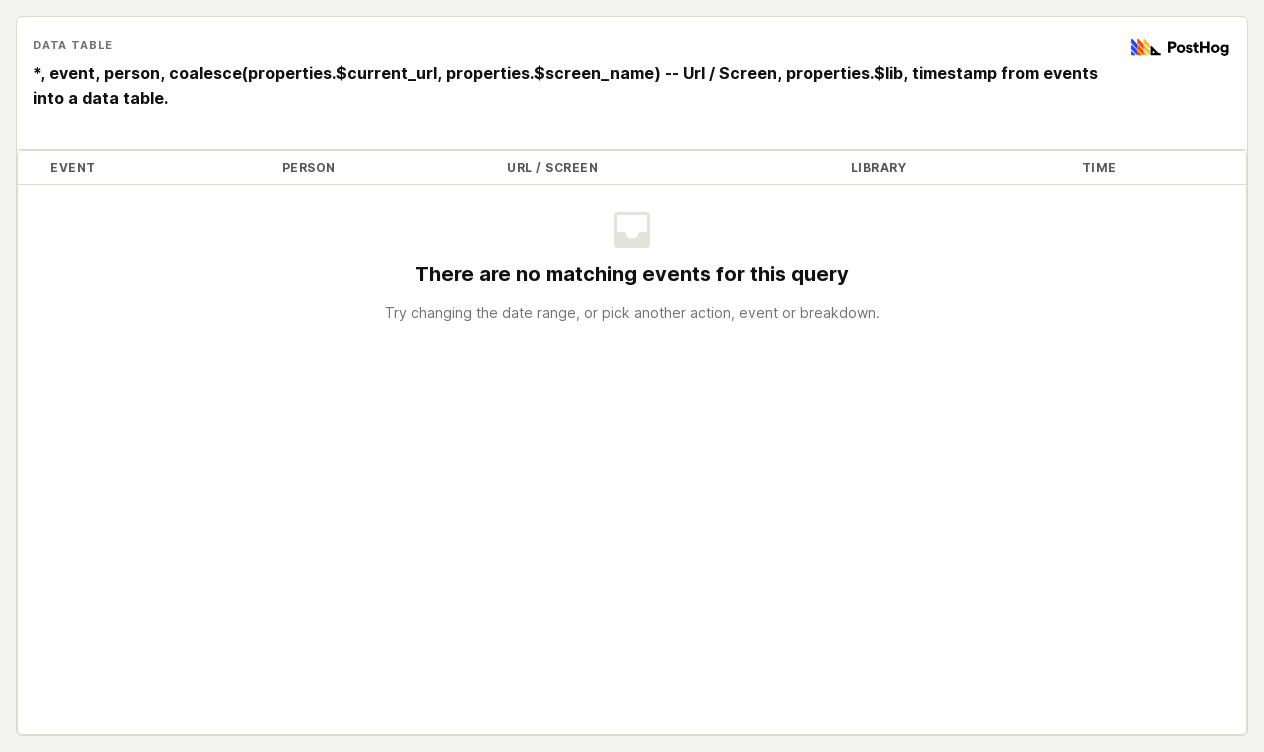 DATA TABLE
PostHog
*, event, person, coalesce(properties.$current_url, properties.$screen_name) -- Url / Screen, properties.$lib, timestamp from events
into a data table.
EVENT PERSON URL / SCREEN LIBRARY TIME
There are no matching events for this query
Try changing the date range, or pick another action, event or breakdown.